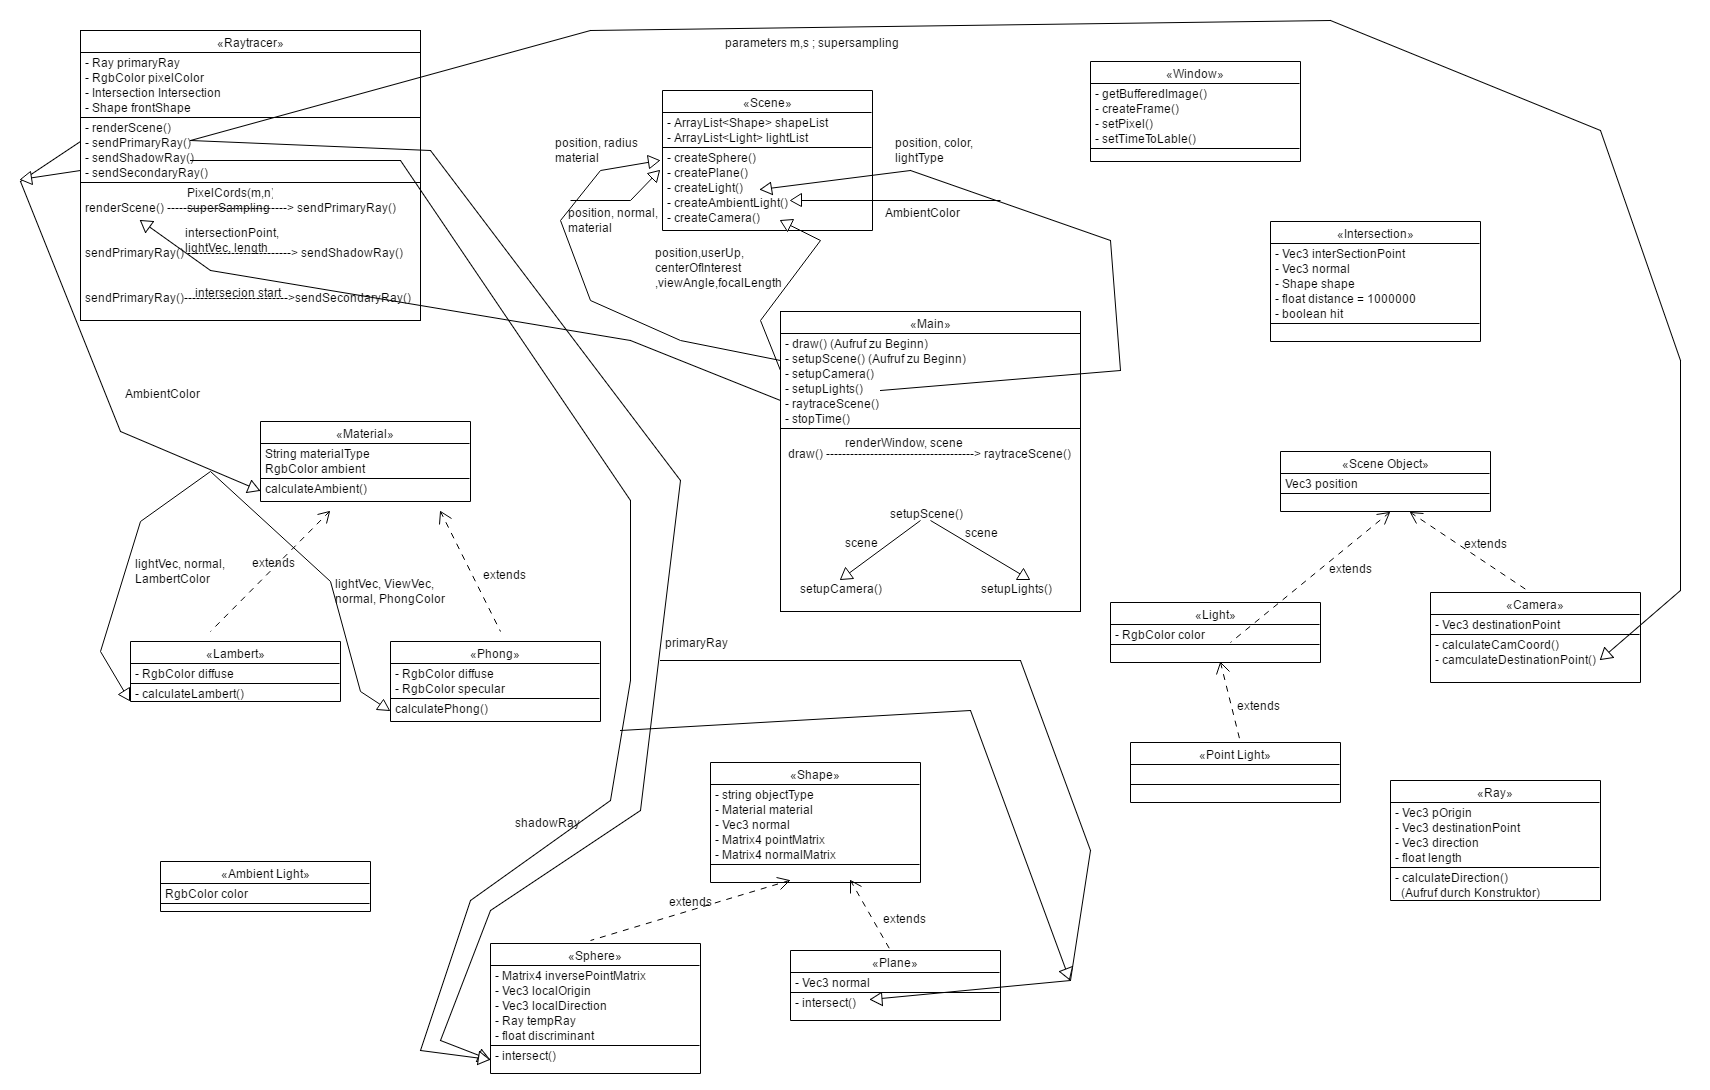 «Raytracer»
- Ray primaryRay
- RgbColor pixelColor
- Intersection Intersection
- Shape frontShape
- renderScene()
- sendPrimaryRay()
- sendShadowRay()
- sendSecondaryRay()
PixelCords(m,n)
renderScene() -----superSampling-----> sendPrimaryRay()
intersectionPoint,
lightVec, length
sendPrimaryRay()--------------------------> sendShadowRay()
intersecion start
sendPrimaryRay()-------------------------->sendSecondaryRay()
parameters m,s ; supersampling
«Scene»
- ArrayList<Shape> shapeList
- ArrayList<Light> lightList
- createSphere()
- createPlane()
- createLight()
- createAmbientLight()
- createCamera()
position, radius
material
position, normal,
material
position, color,
lightType
AmbientColor
position,userUp,
centerOfInterest
,viewAngle,focalLength
«Window»
- getBufferedImage()
- createFrame()
- setPixel()
- setTimeToLable()
«Intersection»
- Vec3 interSectionPoint
- Vec3 normal
- Shape shape
- float distance = 1000000
- boolean hit
«Main»
- draw() (Aufruf zu Beginn)
- setupScene() (Aufruf zu Beginn)
- setupCamera()
- setupLights()
- raytraceScene()
- stopTime()
renderWindow, scene
draw() -------------------------------------> raytraceScene()
setupScene()
scene
scene
setupCamera()
setupLights()
AmbientColor
«Material»
String materialType
RgbColor ambient
calculateAmbient()
extends
extends
lightVec, normal,
LambertColor
lightVec, ViewVec,
normal, PhongColor
«Lambert»
- RgbColor diffuse
- calculateLambert()
«Phong»
- RgbColor diffuse
- RgbColor specular
calculatePhong()
«Scene Object»
Vec3 position
extends
extends
«Light»
- RgbColor color
«Camera»
- Vec3 destinationPoint
- calculateCamCoord()
- camculateDestinationPoint()
extends
«Point Light»
primaryRay
shadowRay
«Shape»
- string objectType
- Material material
- Vec3 normal
- Matrix4 pointMatrix
- Matrix4 normalMatrix
extends
extends
«Ray»
- Vec3 pOrigin
- Vec3 destinationPoint
- Vec3 direction
- float length
- calculateDirection()
(Aufruf durch Konstruktor)
«Ambient Light»
RgbColor color
«Sphere»
- Matrix4 inversePointMatrix
- Vec3 localOrigin
- Vec3 localDirection
- Ray tempRay
- float discriminant
- intersect()
«Plane»
- Vec3 normal
- intersect()